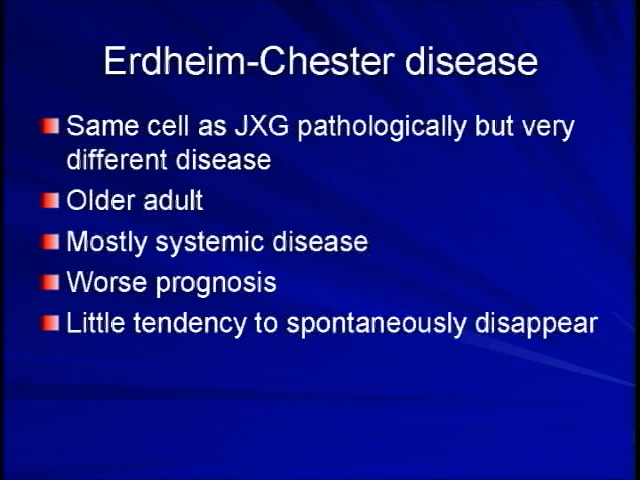 Erdheim-Chester disease
Same cell as JXG pathologically but very
different disease
Older adult
Mostly systemic disease
Worse prognosis
Little tendency to spontaneously disappear